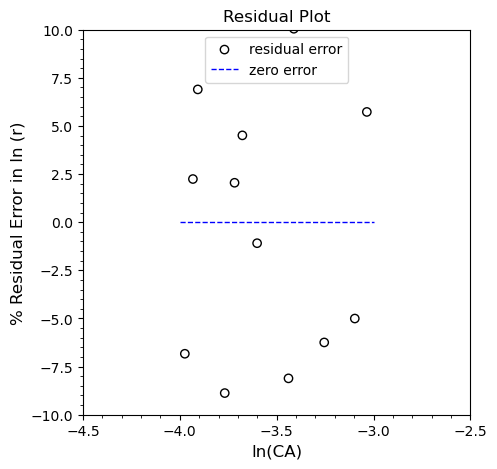 Residual Plot
residual error
zero error
% Residual Error in ln (r)
10.0
7.5
5.0
2.5
0.0
−2.5
−5.0
−7.5
−10.0
−4.5 −4.0 −3.5 −3.0 −2.5
ln(CA)